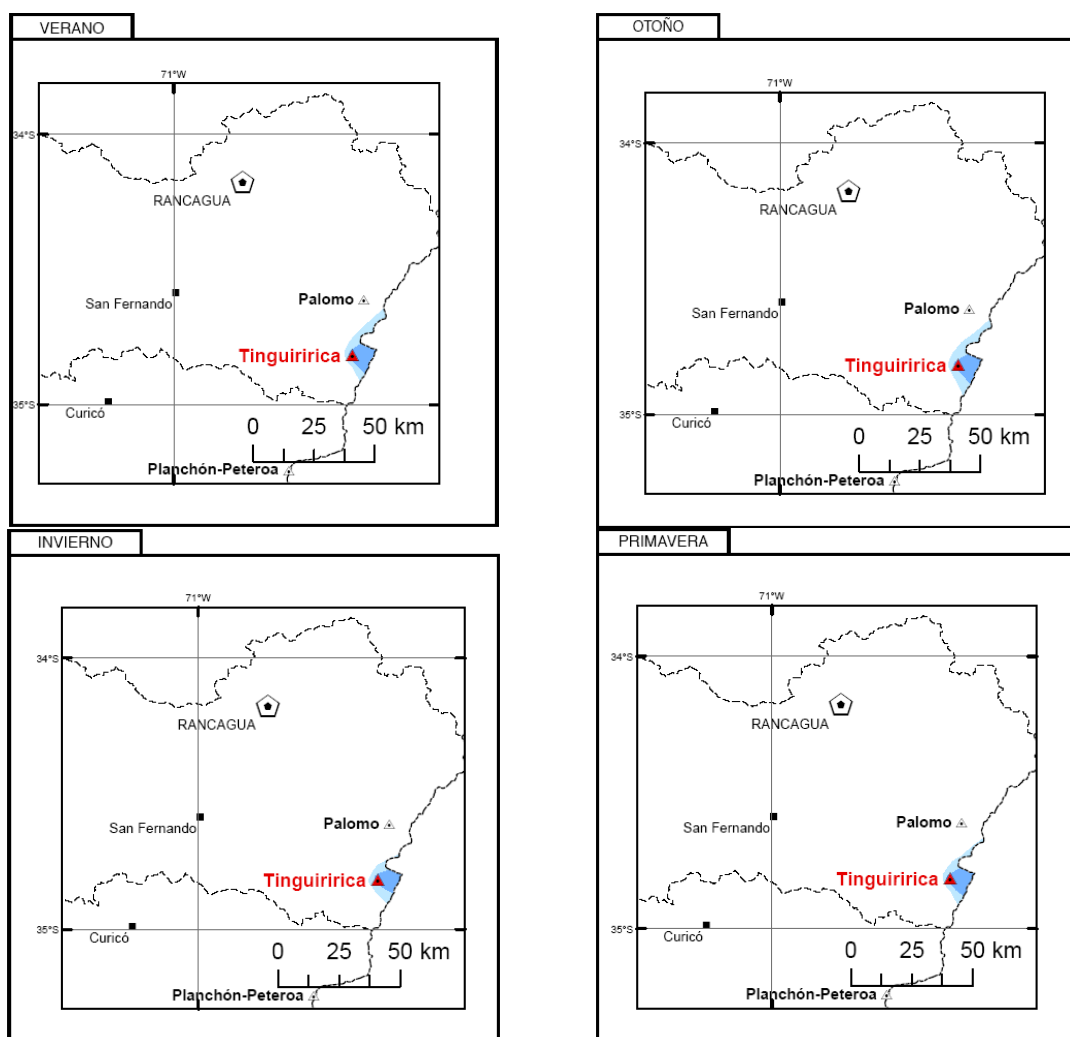 VERANO
71°W
34°S
RANCAGUA
San Fernando
Palomo
Tinguiririca
35°S
Curicó
0 25 50 km
Planchón-Peteroa
OTOÑO
71°W
34°S
RANCAGUA
San Fernando
Palomo
Tinguiririca
35°S
Curicó
0 25 50 km
Planchón-Peteroa
INVIERNO
71°W
34°S
RANCAGUA
San Fernando
Palomo
Tinguiririca
35°S
Curicó
0 25 50 km
Planchón-Peteroa
PRIMAVERA
71°W
34°S
RANCAGUA
San Fernando
Palomo
Tinguiririca
35°S
Curicó
0 25 50 km
Planchón-Peteroa